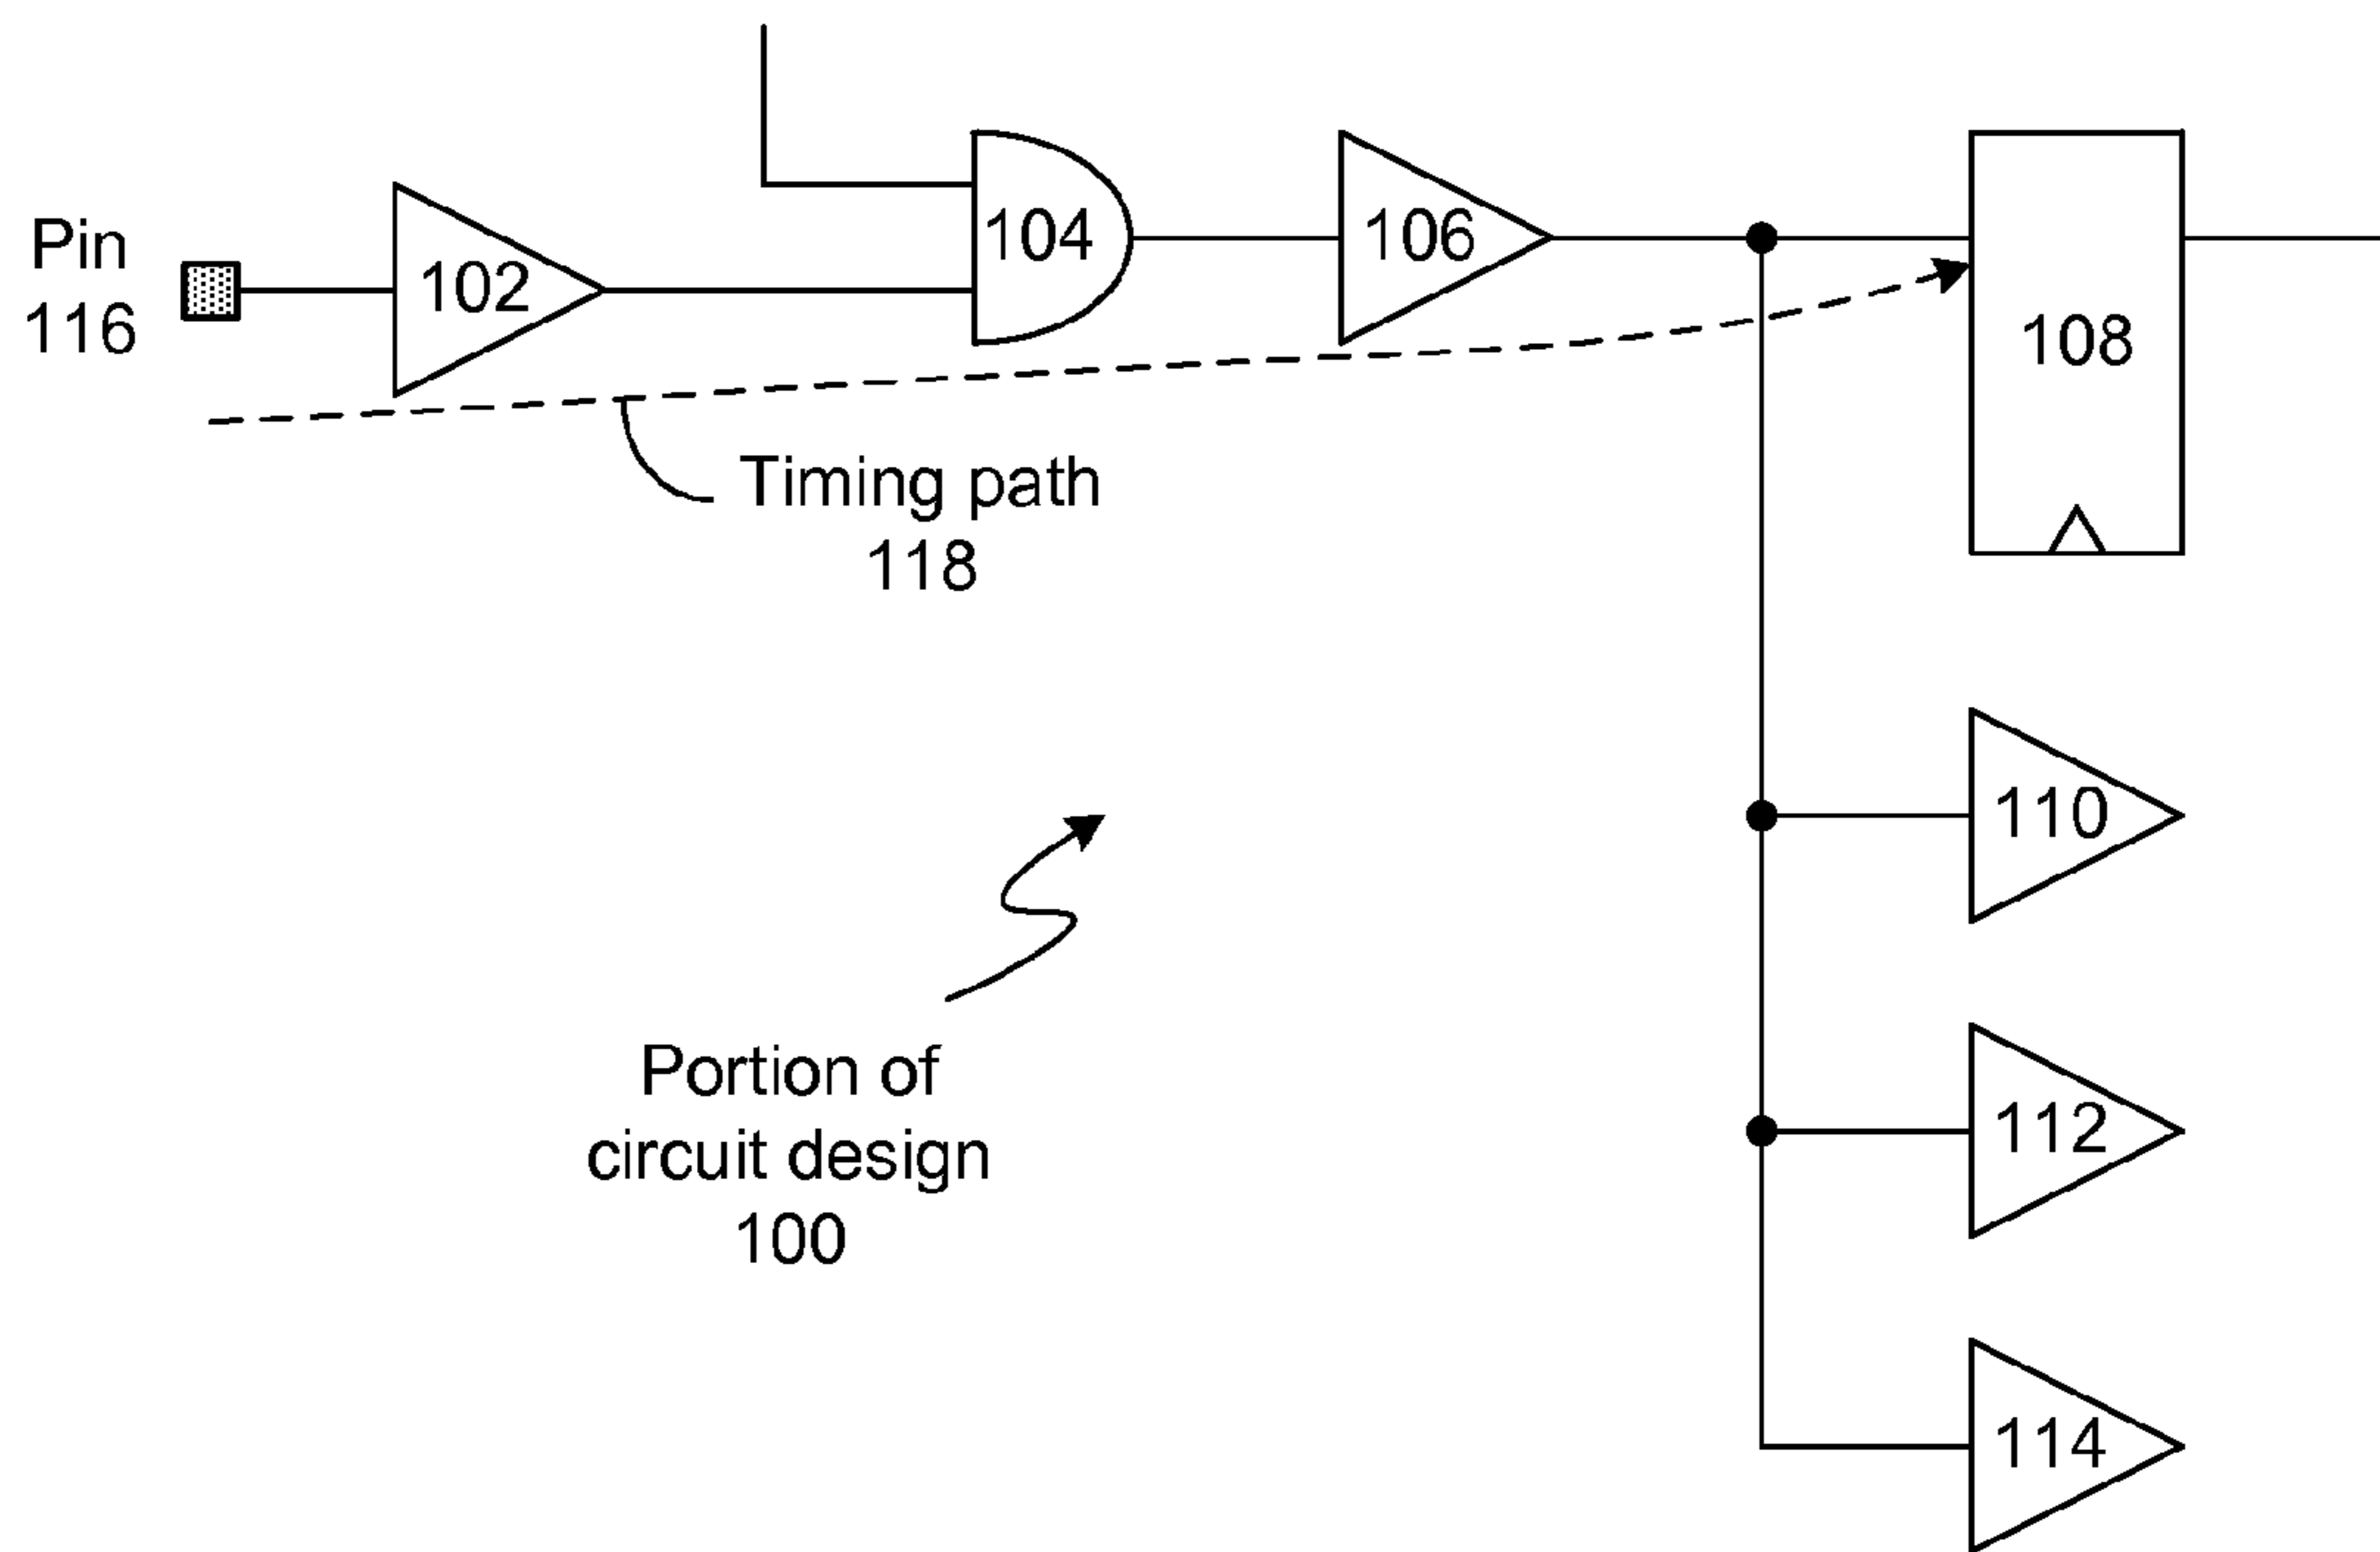 Pin
116
102
104
106
108
Timing path
118
110
112
114
Portion of
circuit design
100